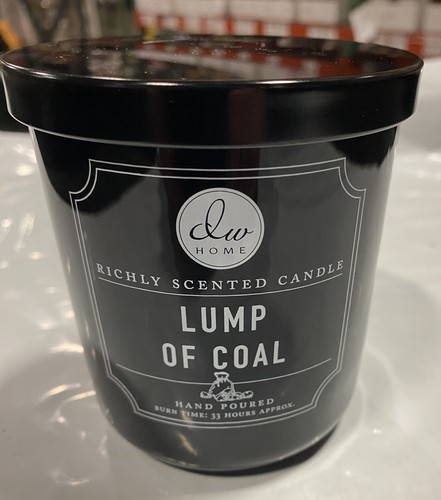 dw
HOME
RICHLY SCENTED CANDLE
LUMP
OF COAL
HAND POURED
BURN TIME: 33 HOURS APPROX.